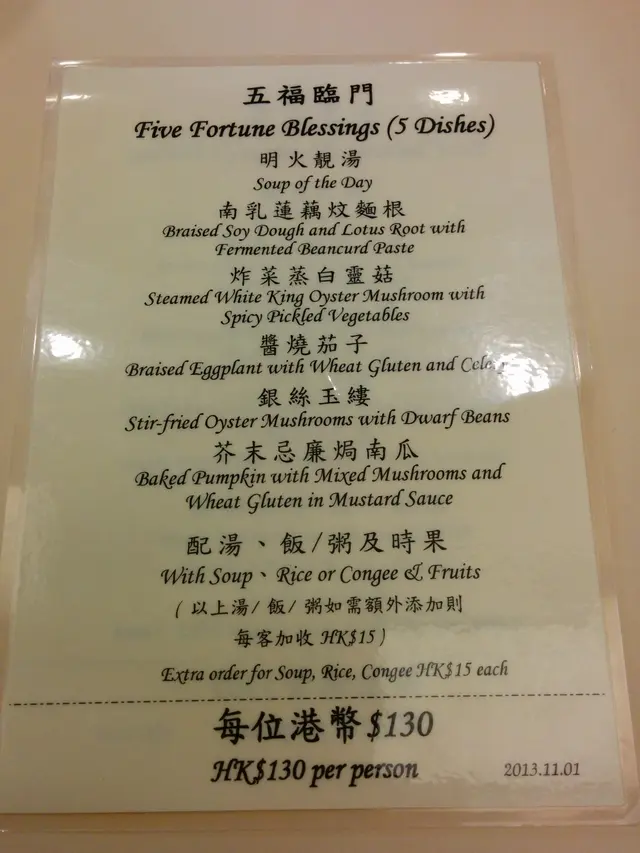 五福臨門
Five Fortune Blessings (5 Dishes)
明火靚湯
Soup of the Day
南乳蓮藕炆麵根
Braised Soy Dough and Lotus Root with
Fermented Beancurd Paste
炸菜蒸白靈菇
Steamed White King Oyster Mushroom with
Spicy Pickled Vegetables
醬燒茄子
Braised Eggplant with Wheat Gluten and
銀絲玉縷
Stir-fried Oyster Mushrooms with Dwarf Beans
芥末忌廉焗南瓜
Baked Pumpkin with Mixed Mushrooms and
Wheat Gluten in Mustard Sauce
配湯、飯/粥及時果
With Soup、Rice or Congee & Fruits
(以上湯/飯/粥如需額外添加則
每客加收 HK$15)
Extra order for Soup, Rice, Congee HK$15 each
每位港幣$130
HK$130 per person
2013.11.01